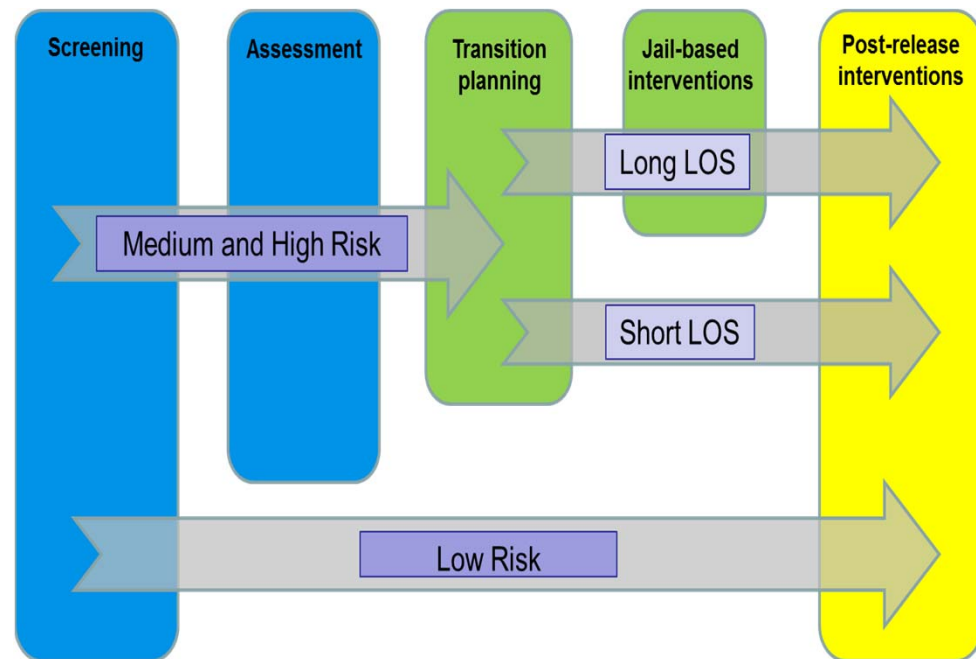 Screening
Assessment
Transition
planning
Jail-based
interventions
Post-release
interventions
Long LOS
Medium and High Risk
Short LOS
Low Risk